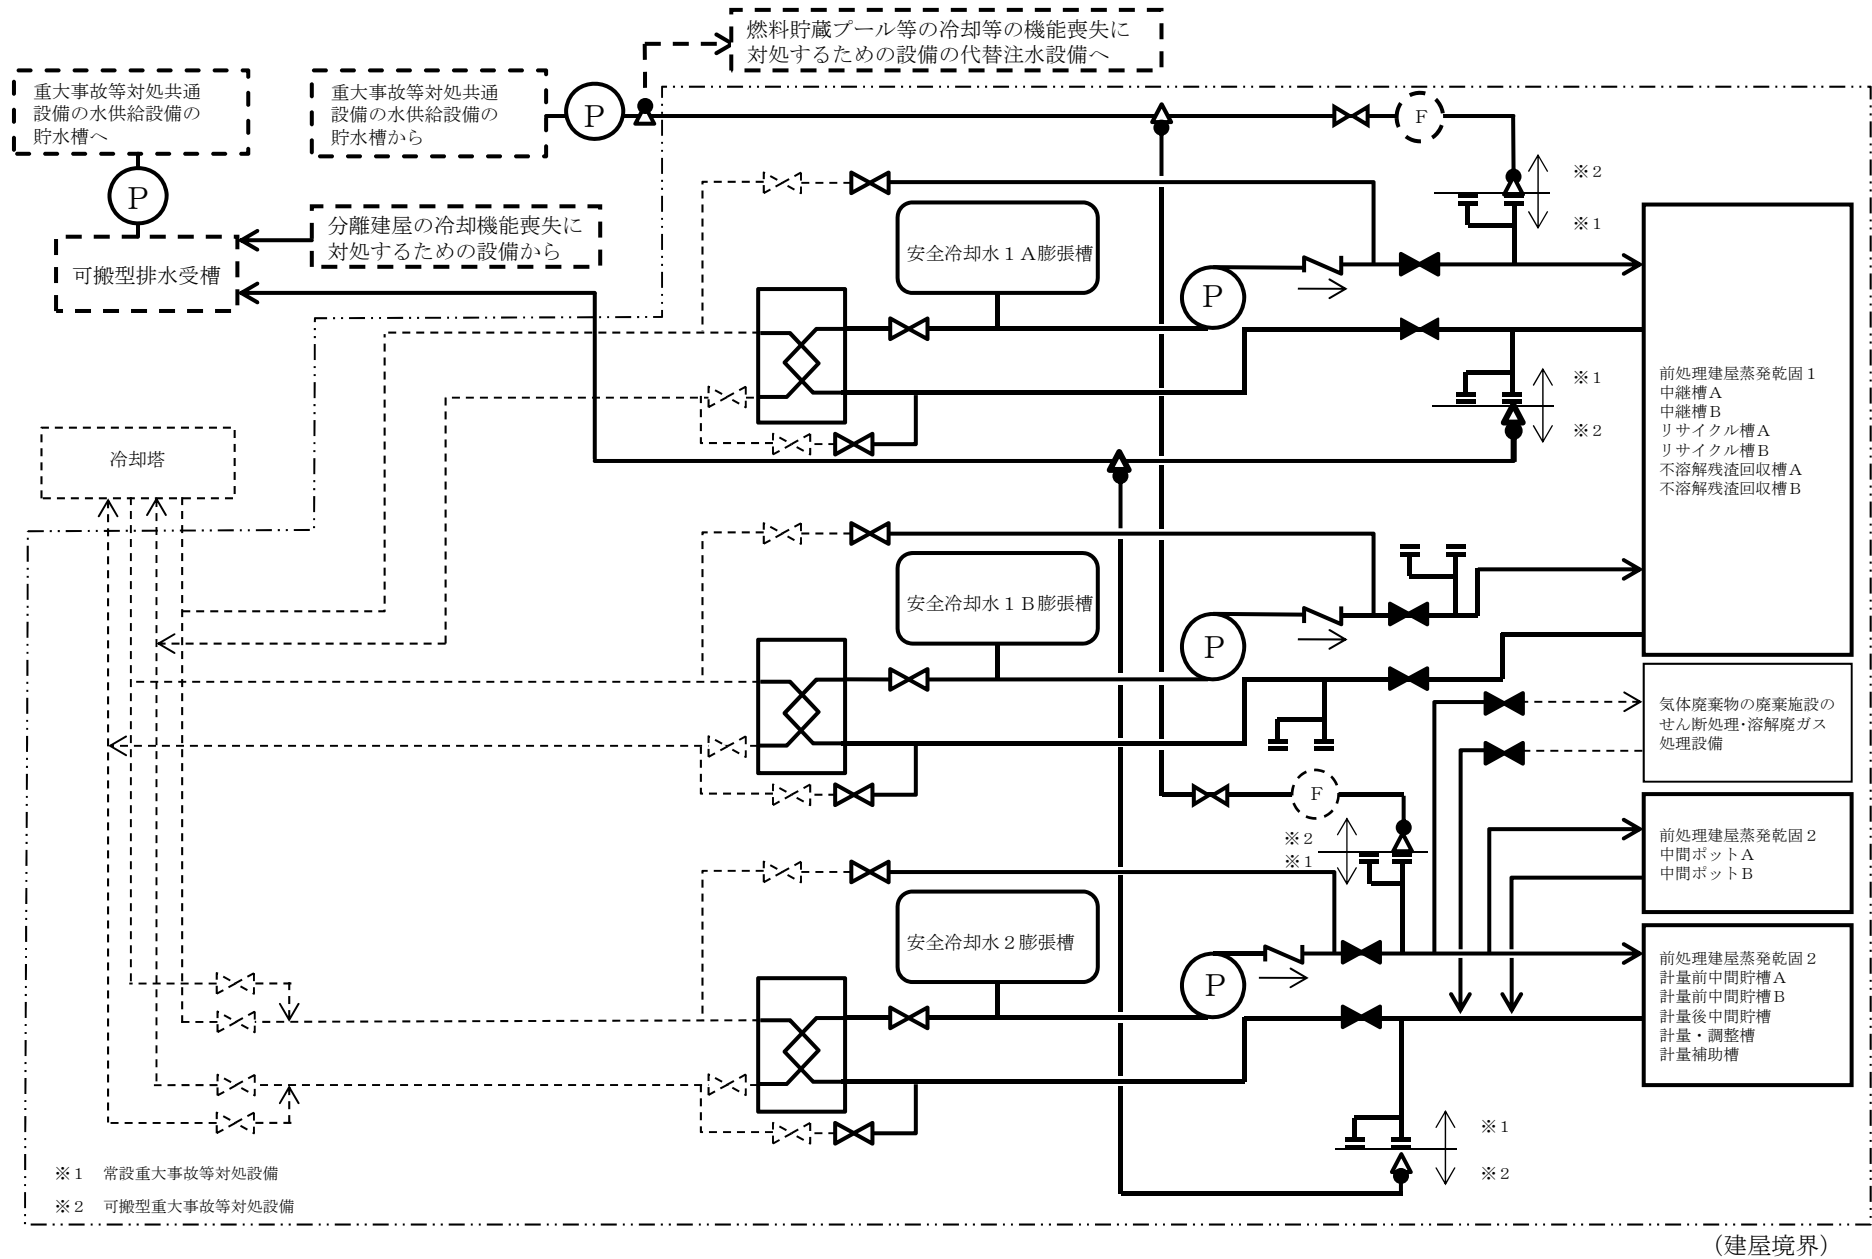 燃料貯蔵プール等の冷却等の機能喪失に
対処するための設備の代替注水設備へ
重大事故等対処共通
設備の水供給設備の
貯水槽へ
重大事故等対処共通
設備の水供給設備の
貯水槽から
P
F
P
※2
※1
分離建屋の冷却機能喪失に
対処するための設備から
可搬型排水受槽
安全冷却水1A膨張槽
P
前処理建屋蒸発乾固1
中継槽A
中継槽B
リサイクル槽A
リサイクル槽B
不溶解残渣回収槽A
不溶解残渣回収槽B
※1
※2
冷却塔
安全冷却水1B膨張槽
P
気体廃棄物の廃棄施設の
せん断処理・溶解廃ガス
処理設備
F
※2
※1
前処理建屋蒸発乾固2
中間ポットA
中間ポットB
安全冷却水2膨張槽
P
前処理建屋蒸発乾固2
計量前中間貯槽A
計量前中間貯槽B
計量後中間貯槽
計量・調整槽
計量補助槽
※1
※2
※1 常設重大事故等対処設備
※2 可搬型重大事故等対処設備
(建屋境界)